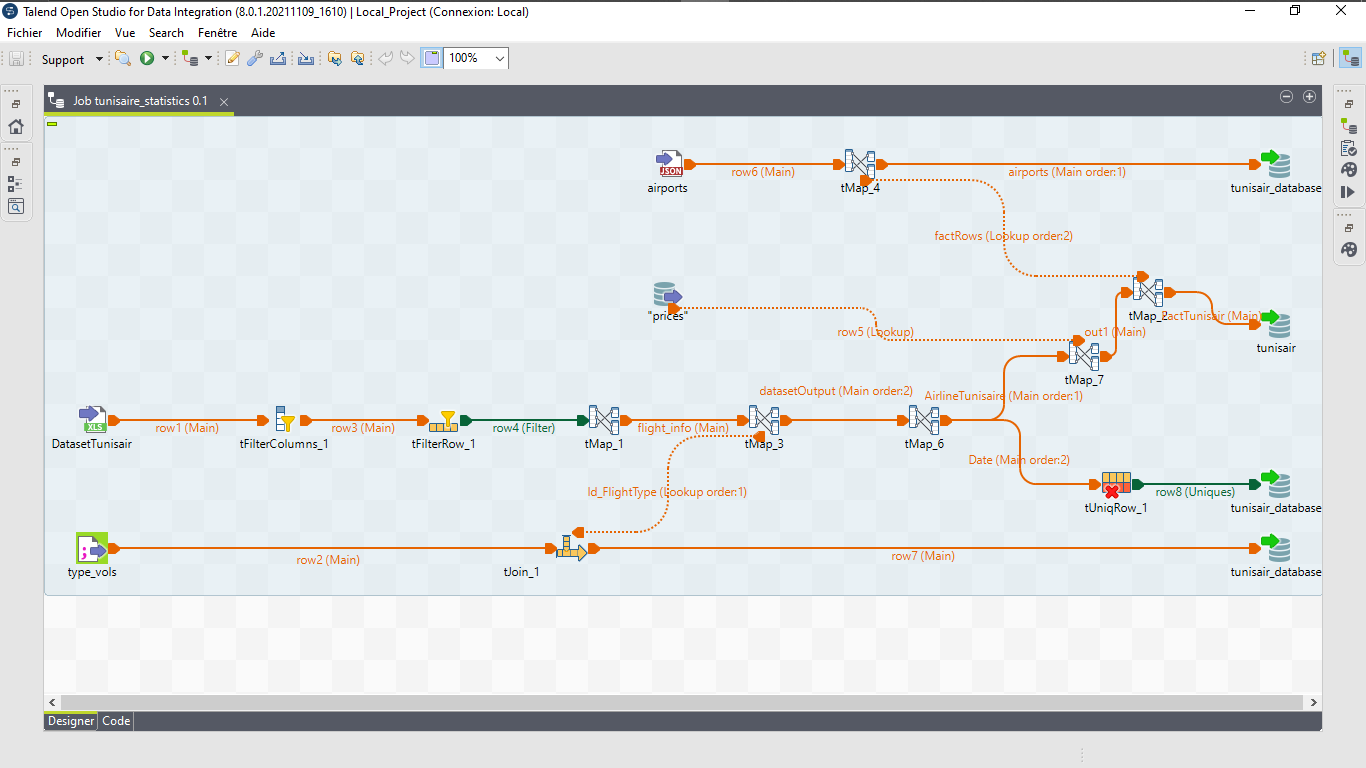 Talend Open Studio for Data Integration (8.0.1.20211109_1610) | Local_Project (Connexion: Local)
Fichier Modifier Vue Search Fenêtre Aide
Support 100%
Job tunisaire_statistics 0.1
JSON
row6 (Main)
airports (Main order:1)
airports
tMap_4
tunisair_database
factRows (Lookup order:2)
prices
tMap_2
factTunisair (Main)
row5 (Lookup)
out1 (Main)
tunisair
tMap_7
datasetOutput (Main order:2)
AirlineTunisaire (Main order:1)
XLS
row1 (Main)
row3 (Main)
row4 (Filter)
flight_info (Main)
DatasetTunisair
tFilterColumns_1
tFilterRow_1
tMap_1
tMap_3
tMap_6
Date (Main order:2)
Id_FlightType (Lookup order:1)
row8 (Uniques)
tUniqRow_1
tunisair_database
row2 (Main)
row7 (Main)
type_vols
tJoin_1
tunisair_database
Designer Code